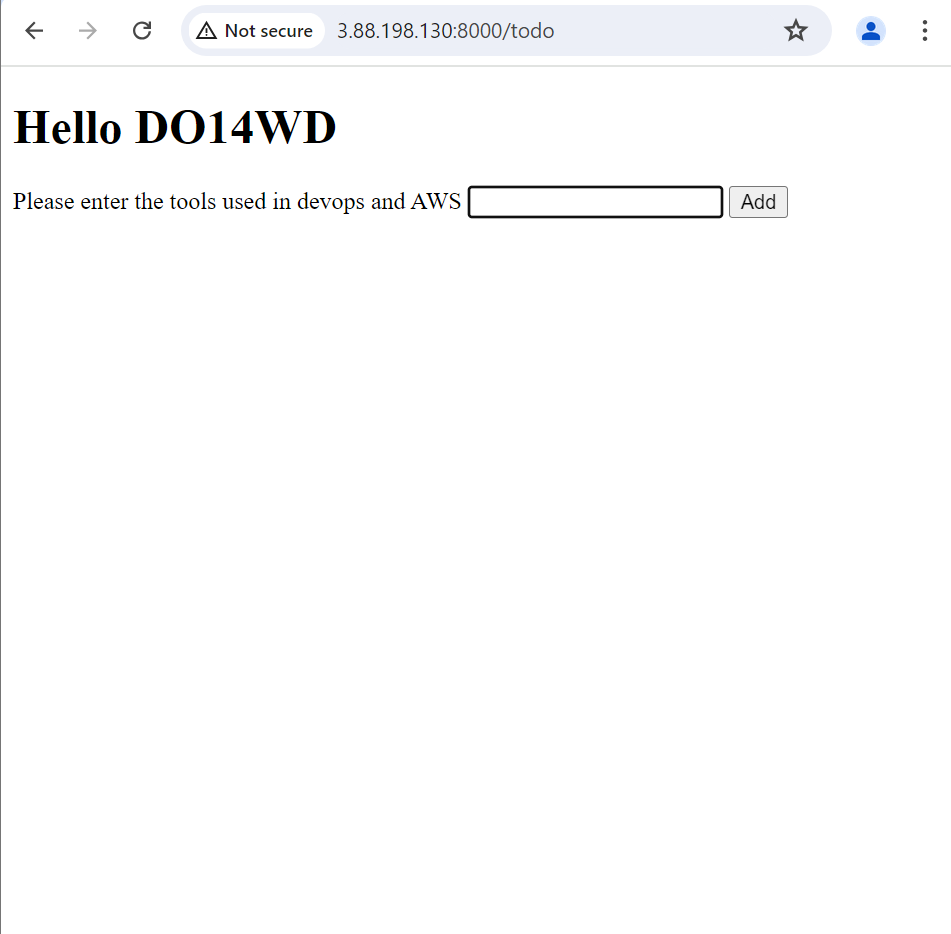 Not secure 3.88.198.130:8000/todo
Hello DO14WD
Please enter the tools used in devops and AWS Add